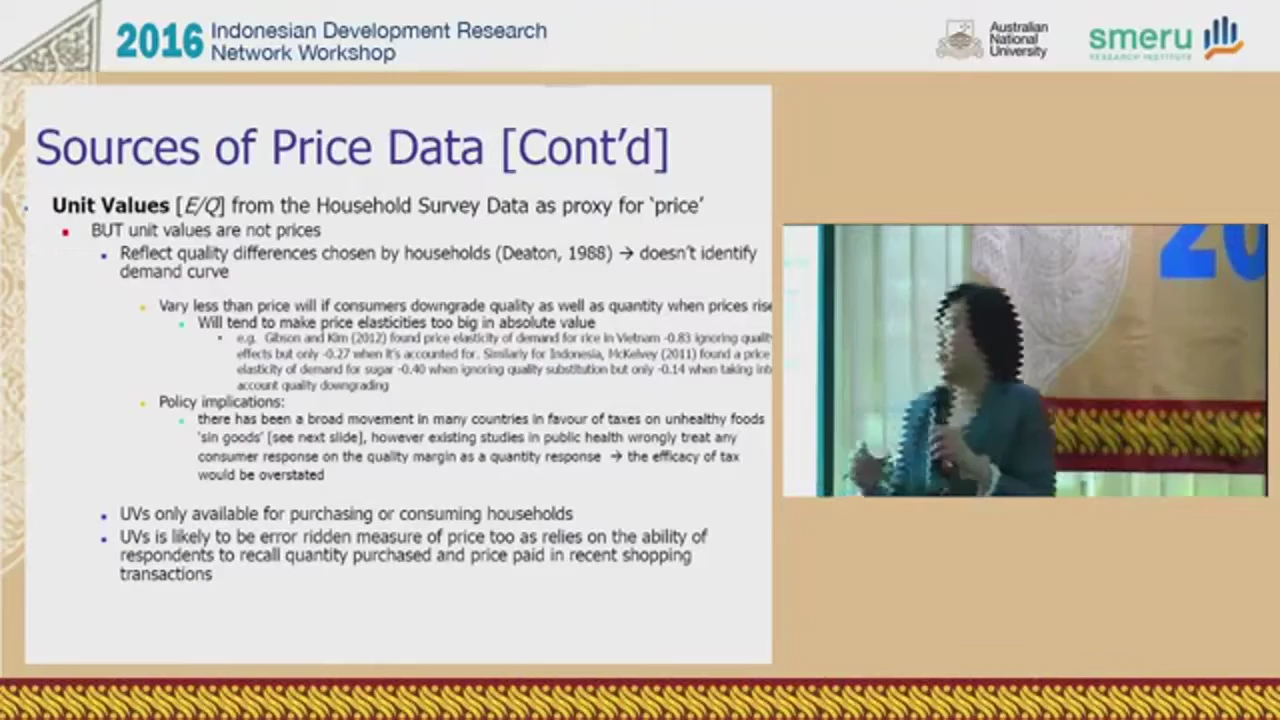 2016 Indonesian Development Research
Network Workshop
Australian
National
University
smeru
RESEARCH INSTITUTE
Sources of Price Data [Cont'd]
Unit Values [E/Q] from the Household Survey Data as proxy for 'price'
BUT unit values are not prices
Reflect quality differences chosen by households (Deaton, 1988) → doesn't identify
demand curve
Vary less than price will if consumers downgrade quality as well as quantity when prices rise
Will tend to make price elasticities too big in absolute value
e.g. Gibson and Kim (2012) found price elasticity of demand for rice in Vietnam -0.83 ignoring qualit
effects but only -0.27 when it's accounted for. Similarly for Indonesia, McKelvey (2011) found a price
elasticity of demand for sugar -0.40 when ignoring quality substitution but only -0.14 when taking int
account quality downgrading
Policy implications:
there has been a broad movement in many countries in favour of taxes on unhealthy foods
'sin goods' [see next slide], however existing studies in public health wrongly treat any
consumer response on the quality margin as a quantity response → the efficacy of tax
would be overstated
UVs only available for purchasing or consuming households
UVs is likely to be error ridden measure of price too as relies on the ability of
respondents to recall quantity purchased and price paid in recent shopping
transactions
20